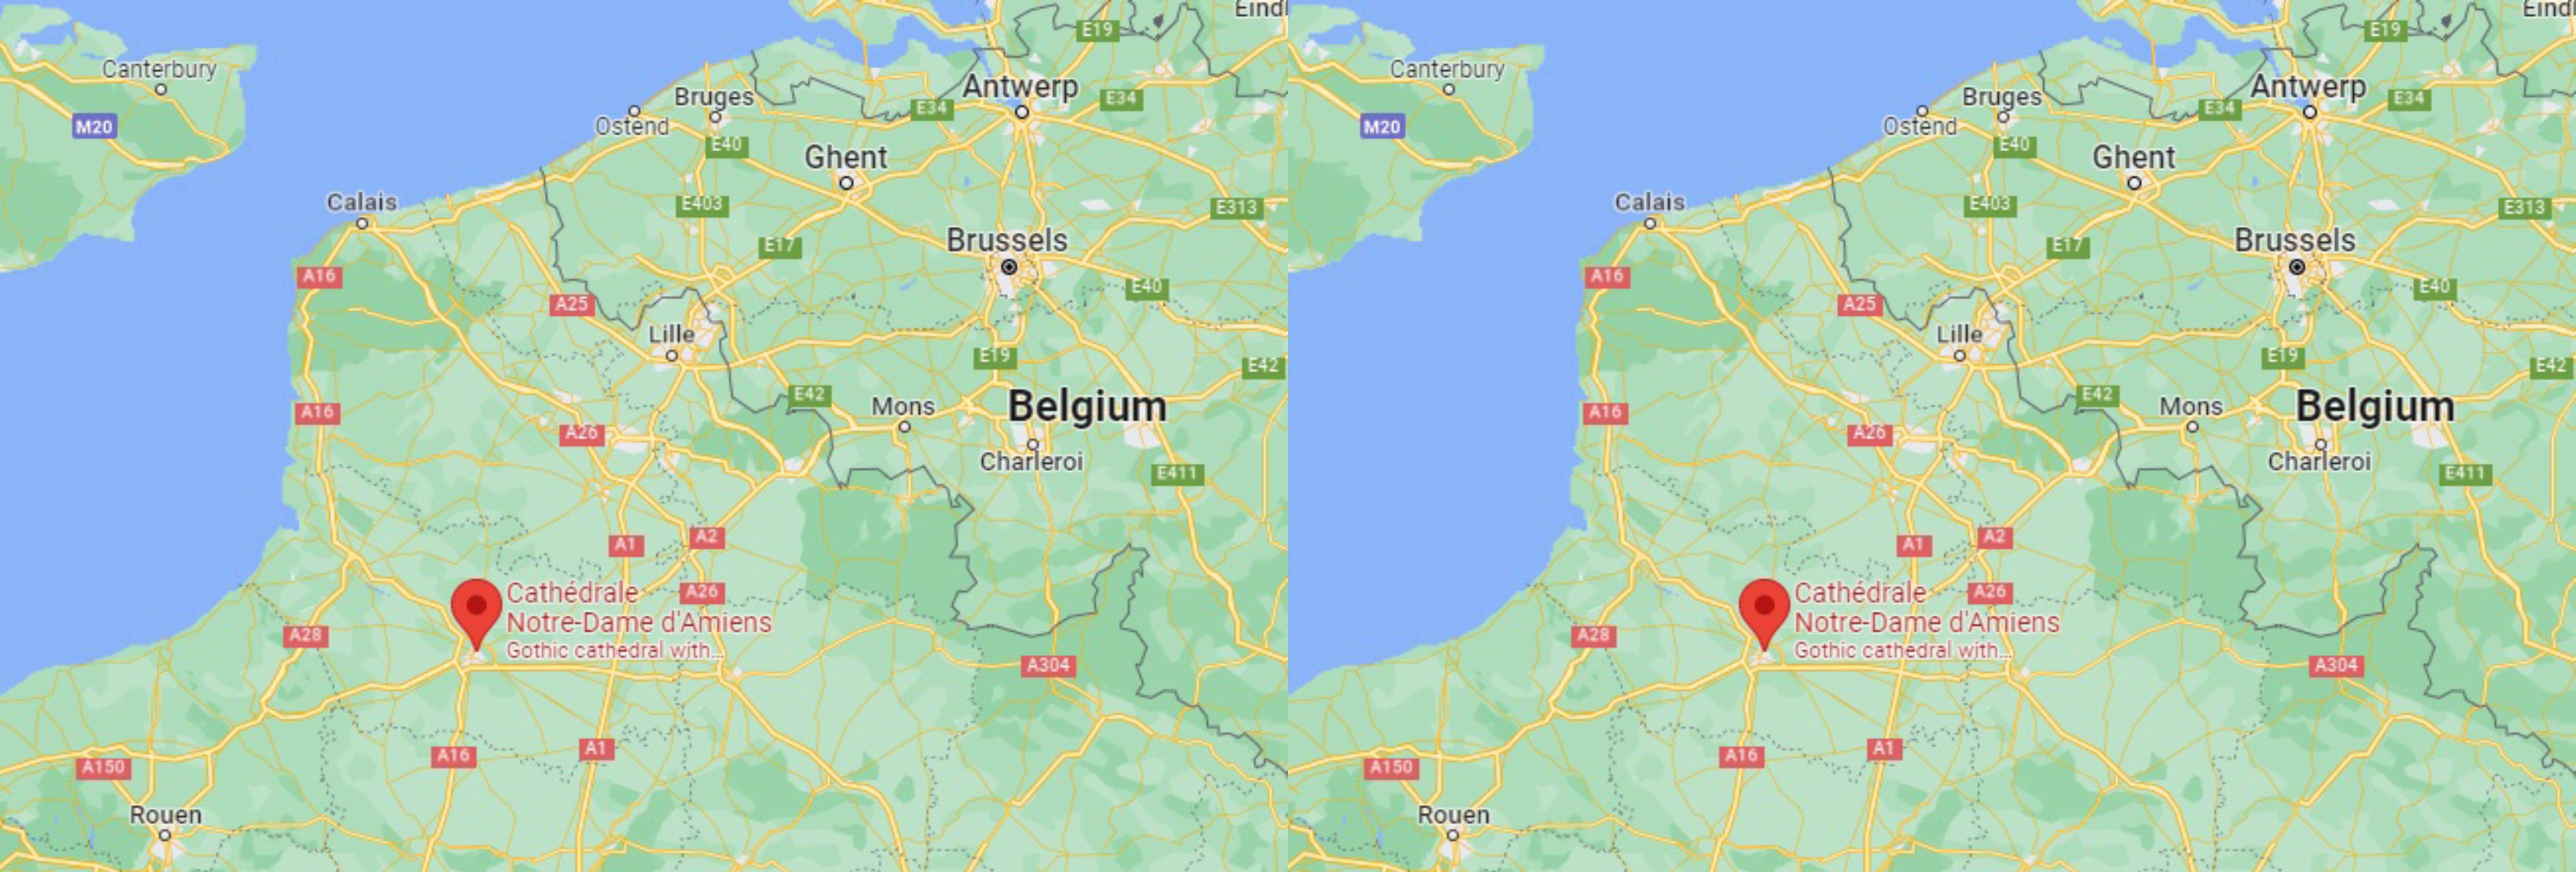 Eind
E19
Canterbury
Antwerp
Bruges
E34
E34
M20
Ostend
E40
Ghent
Calais
E403
E313
E17
Brussels
A16
E40
A25
Lille
E19
E42
E42
Belgium
A16
Mons
A26
Charleroi
E411
A1
A2
Cathédrale
Notre-Dame d'Amiens
Gothic cathedral with...
A26
A28
A304
A16
A1
A150
Rouen
Eind
E19
Canterbury
Antwerp
Bruges
E34
E34
M20
Ostend
E40
Ghent
Calais
E403
E313
E17
Brussels
A16
E40
A25
Lille
E19
E42
E42
Belgium
A16
Mons
A26
Charleroi
E411
A1
A2
Cathédrale
Notre-Dame d'Amiens
Gothic cathedral with...
A26
A28
A304
A16
A1
A150
Rouen